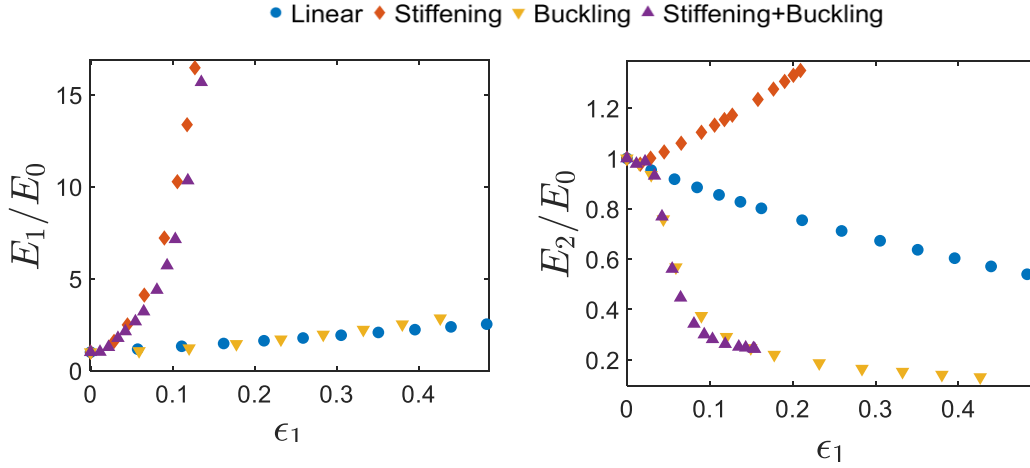 Linear Stiffening Buckling Stiffening+Buckling
E₁/E₀
15
10
5
0
0 0.1 0.2 0.3 0.4
ϵ₁
E₂/E₀
1.2
1
0.8
0.6
0.4
0.2
0 0.1 0.2 0.3 0.4
ϵ₁